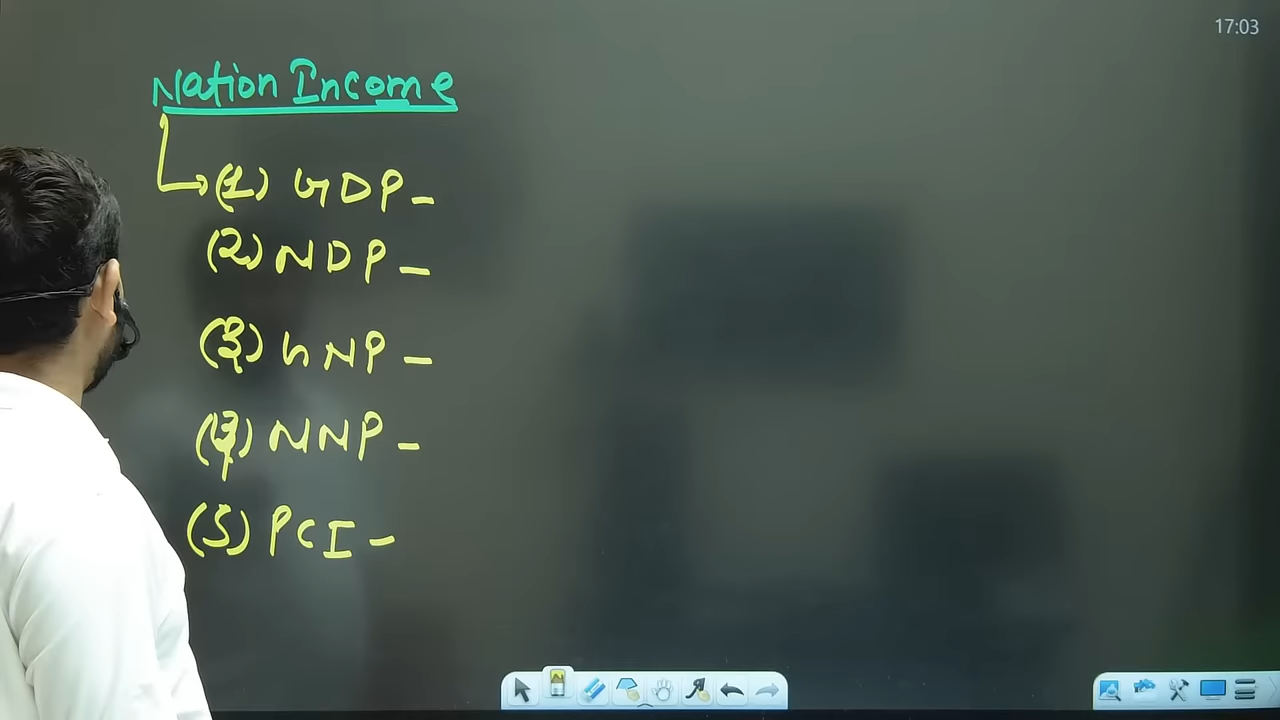 17:03
Nation Income
(1) GDP -
(2) NDP -
(3) GNP -
(4) NNP -
(5) PCI -